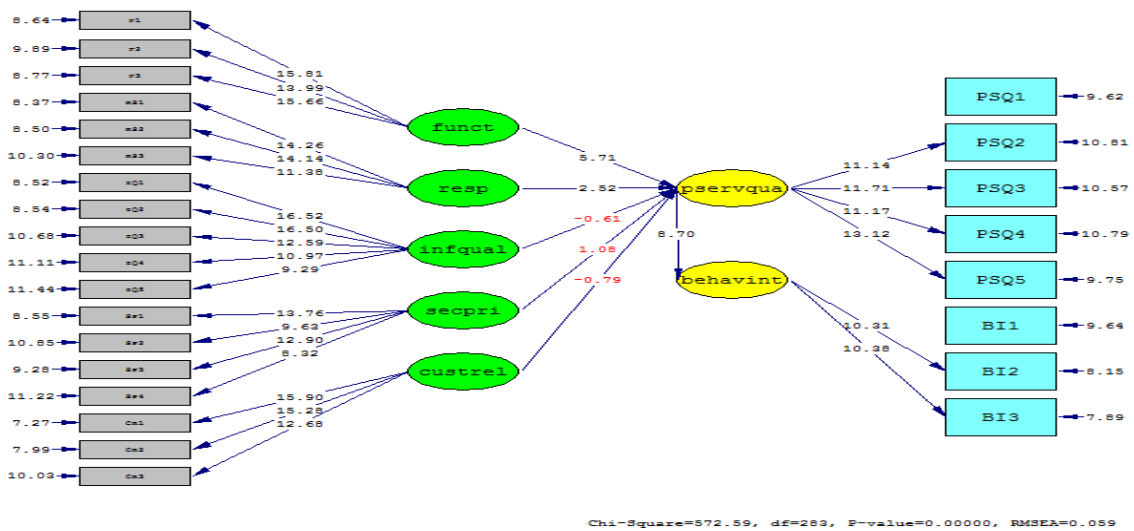 8.64
9.89
8.77
8.37
8.50
10.30
8.52
8.54
10.68
11.11
11.44
8.55
10.85
9.28
11.22
7.27
7.99
10.03
Cm1
Cm2
Cm3
15.81
13.99
15.66
14.26
14.14
11.38
16.52
16.50
12.59
10.97
9.29
13.76
9.63
12.90
8.32
15.90
15.28
12.68
funct
resp
infqual
secpri
custrel
5.71
2.52
-0.61
1.08
-0.79
pservqua
8.70
behavint
11.14
11.71
11.17
13.12
10.31
10.38
PSQ1 9.62
PSQ2 10.81
PSQ3 10.57
PSQ4 10.79
PSQ5 9.75
BI1 9.64
BI2 8.15
BI3 7.89
Chi-Square=572.59, df=283, P-value=0.00000, RMSEA=0.059